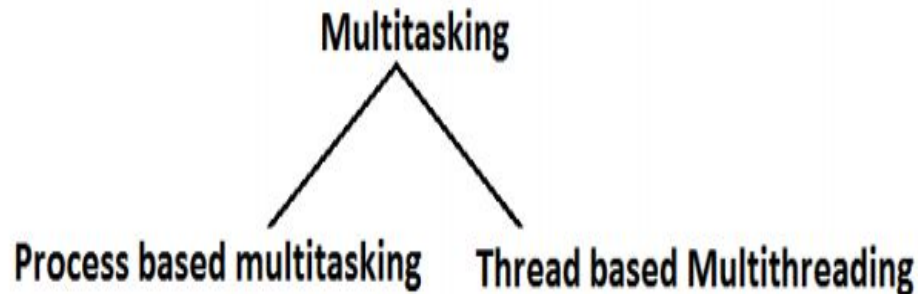 Multitasking
Process based multitasking
Thread based Multithreading